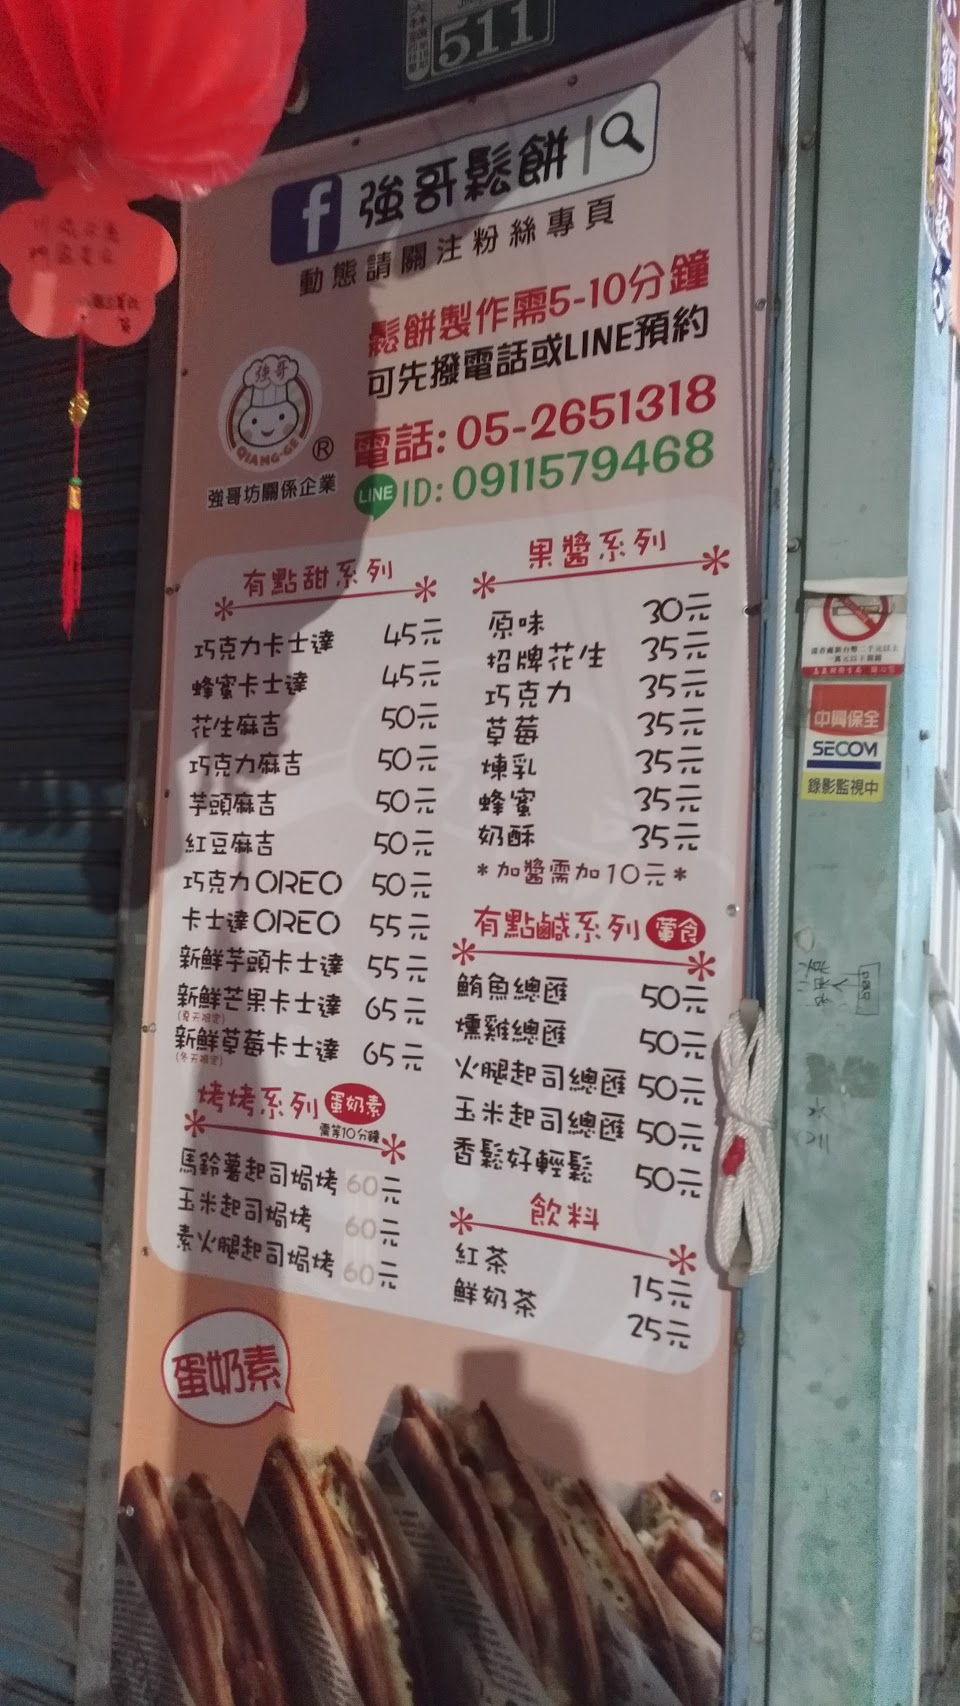 511
f 強哥鬆餅
動態請關注粉絲專頁
鬆餅製作需5-10分鐘
可先撥電話或LINE預約
電話: 05-2651318
LINE ID: 0911579468
強哥
QIANG-GE ®
強哥坊關係企業
有點甜系列
巧克力卡士達 45元
蜂蜜卡士達 45元
花生麻吉 50元
巧克力麻吉 50元
芋頭麻吉 50元
紅豆麻吉 50元
巧克力OREO 50元
卡士達OREO 55元
新鮮芋頭卡士達 55元
新鮮芒果卡士達 65元
(夏天限定)
新鮮草莓卡士達 65元
(冬天限定)
烤烤系列 蛋奶素
需等10分鐘
馬鈴薯起司焗烤 60元
玉米起司焗烤 60元
素火腿起司焗烤 60元
果醬系列
原味 30元
招牌花生 35元
巧克力 35元
草莓 35元
煉乳 35元
蜂蜜 35元
奶酥 35元
*加醬需加10元*
有點鹹系列 葷食
鮪魚總匯 50元
燻雞總匯 50元
火腿起司總匯 50元
玉米起司總匯 50元
香鬆好輕鬆 50元
飲料
紅茶 15元
鮮奶茶 25元
蛋奶素
中興保全
SECOM
錄影監視中